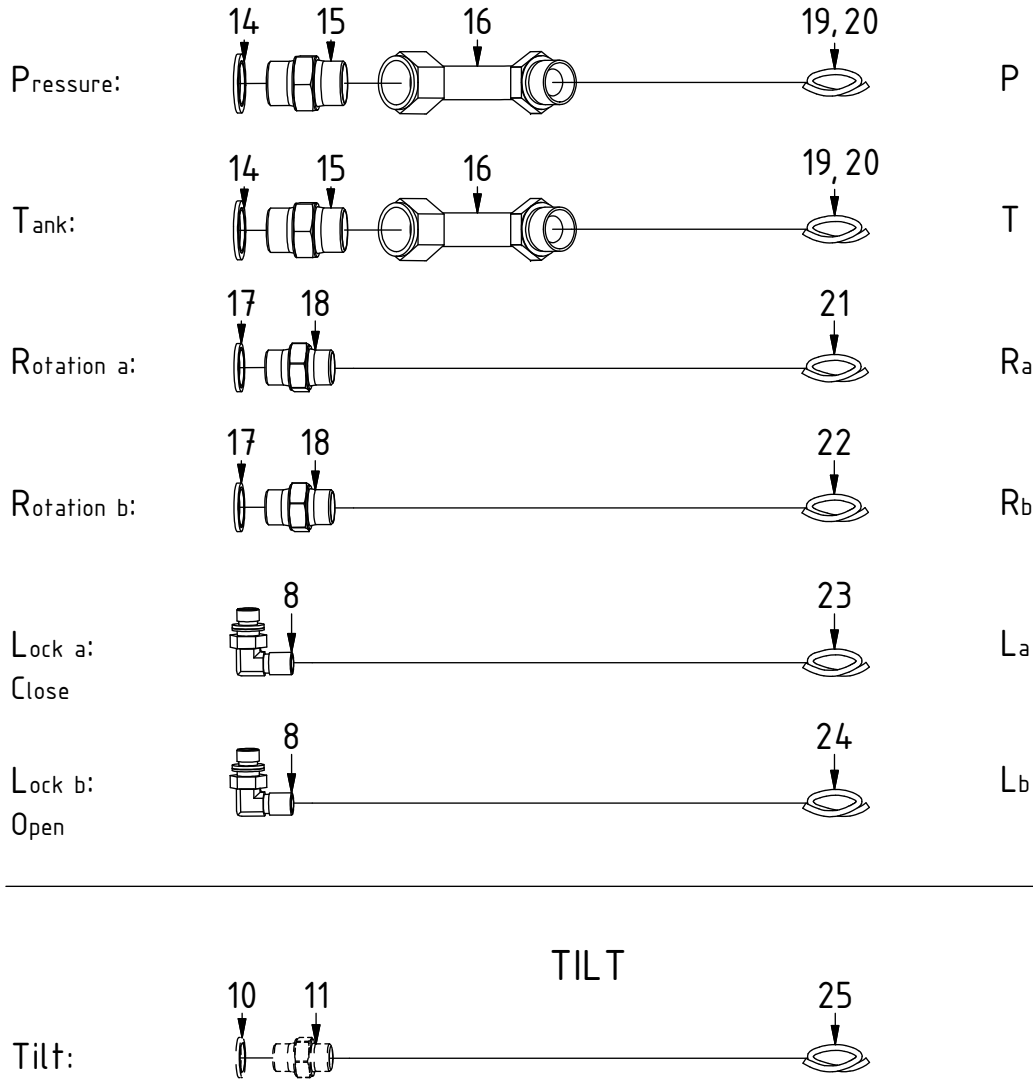 14 15 16 19, 20
Pressure: P
14 15 16 19, 20
Tank: T
17 18 21
Rotation a: Ra
17 18 22
Rotation b: Rb
8 23
Lock a: La
Close
8 24
Lock b: Lb
Open
TILT
10 11 25
Tilt: